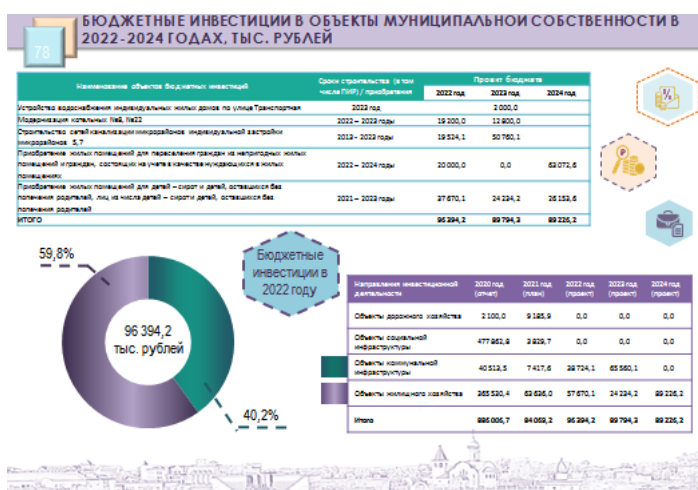 БЮДЖЕТНЫЕ ИНВЕСТИЦИИ В ОБЪЕКТЫ МУНИЦИПАЛЬНОЙ СОБСТВЕННОСТИ В
2022-2024 ГОДАХ, ТЫС. РУБЛЕЙ
78
Наименование объектов бюджетных инвестиций
Сроки строительства (в том
числе ПИР) / приобретения
Проект бюджета
2022 год 2023 год 2024 год
Устройство водоснабжения индивидуальных жилых домов по улице Транспортная 2023 год 2 000,0
Модернизация котельных №8, №22 2022 – 2023 годы 19 200,0 12 800,0
Строительство сетей канализации микрорайонов индивидуальной застройки
микрорайонов 5,7 2013 - 2023 годы 19 524,1 50 760,1
Приобретение жилых помещений для переселения граждан из непригодных жилых
помещений и граждан, состоящих на учете в качестве нуждающихся в жилых
помещениях 2022 – 2024 годы 20 000,0 0,0 63 072,6
Приобретение жилых помещений для детей – сирот и детей, оставшихся без
попечения родителей, лиц из числа детей – сирот и детей, оставшихся без
попечения родителей 2021 – 2023 годы 37 670,1 24 234,2 26 153,6
ИТОГО 96 394,2 89 794,3 89 226,2
59,8%
96 394,2
тыс. рублей
40,2%
Бюджетные
инвестиции в
2022 году
Направления инвестиционной
деятельности
2020 год
(отчет)
2021 год
(план)
2022 год
(проект)
2023 год
(проект)
2024 год
(проект)
Объекты дорожного хозяйства 2 100,0 9 185,9 0,0 0,0 0,0
Объекты социальной
инфраструктуры 477 862,8 3 829,7 0,0 0,0 0,0
Объекты коммунальной
инфраструктуры 40 513,5 7 417,6 38 724,1 65 560,1 0,0
Объекты жилищного хозяйства 365 530,4 63 636,0 57 670,1 24 234,2 89 226,2
Итого 886 006,7 84 069,2 96 394,2 89 794,3 89 226,2